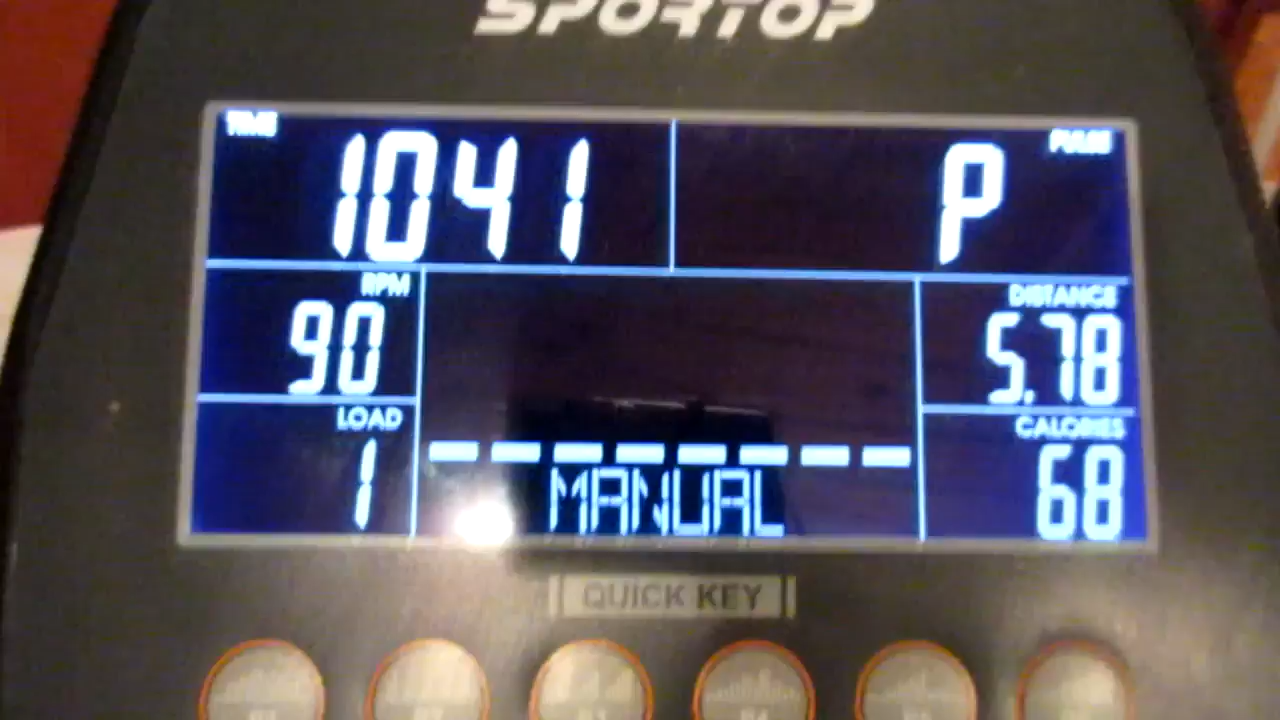 SPORTOP
TIME
PULSE
1041
P
RPM
90
DISTANCE
5.78
LOAD
1
CALORIES
68
MANUAL
QUICK KEY